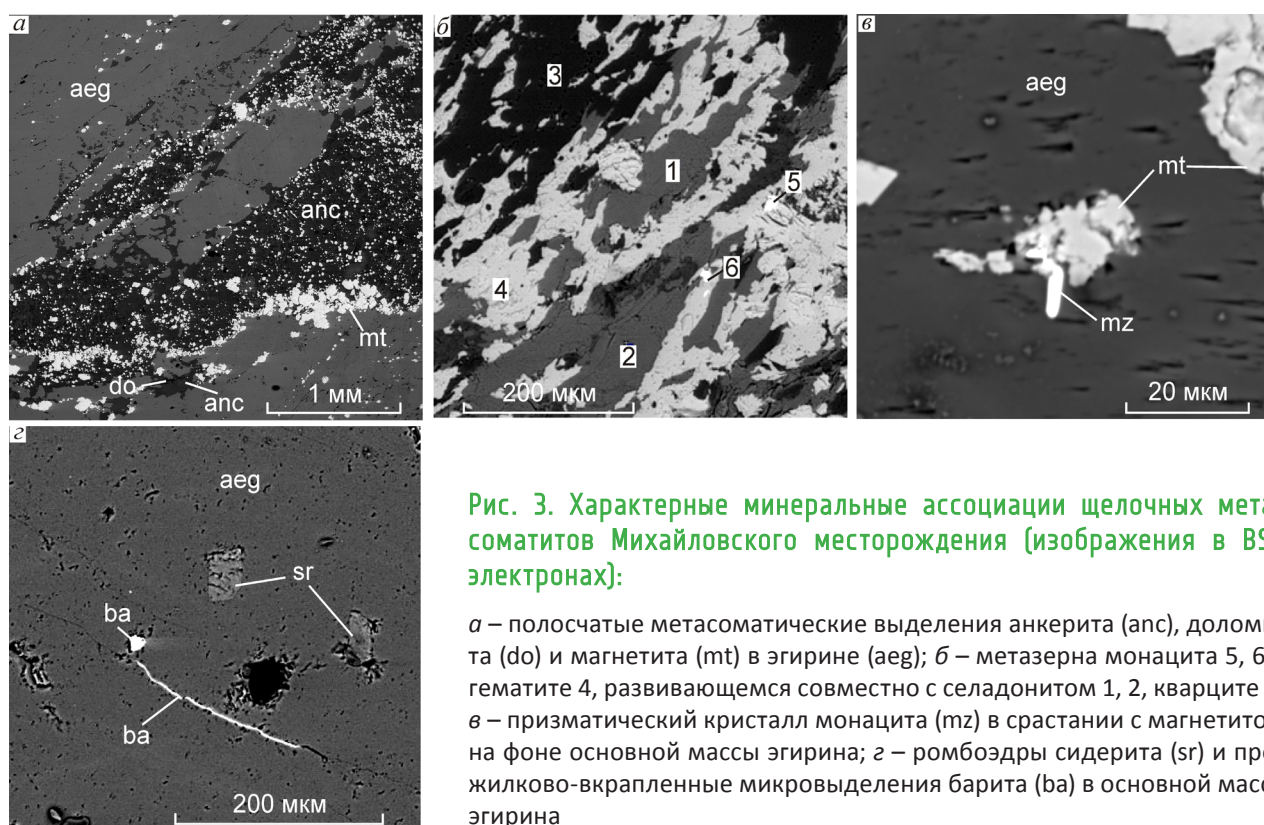 а
aeg
anc
mt
do
anc
1 мм
б
3
1
5
4
6
2
200 мкм
в
aeg
mt
mz
20 мкм
г
aeg
sr
ba
ba
200 мкм
Рис. 3. Характерные минеральные ассоциации щелочных мета
соматитов Михайловского месторождения (изображения в BS
электронах):
а – полосчатые метасоматические выделения анкерита (anc), доломи
та (do) и магнетита (mt) в эгирине (aeg); б – метазерна монацита 5, 6
гематите 4, развивающемся совместно с селадонитом 1, 2, кварците
в – призматический кристалл монацита (mz) в срастании с магнетито
на фоне основной массы эгирина; г – ромбоэдры сидерита (sr) и про
жилково-вкрапленные микровыделения барита (ba) в основной масс
эгирина